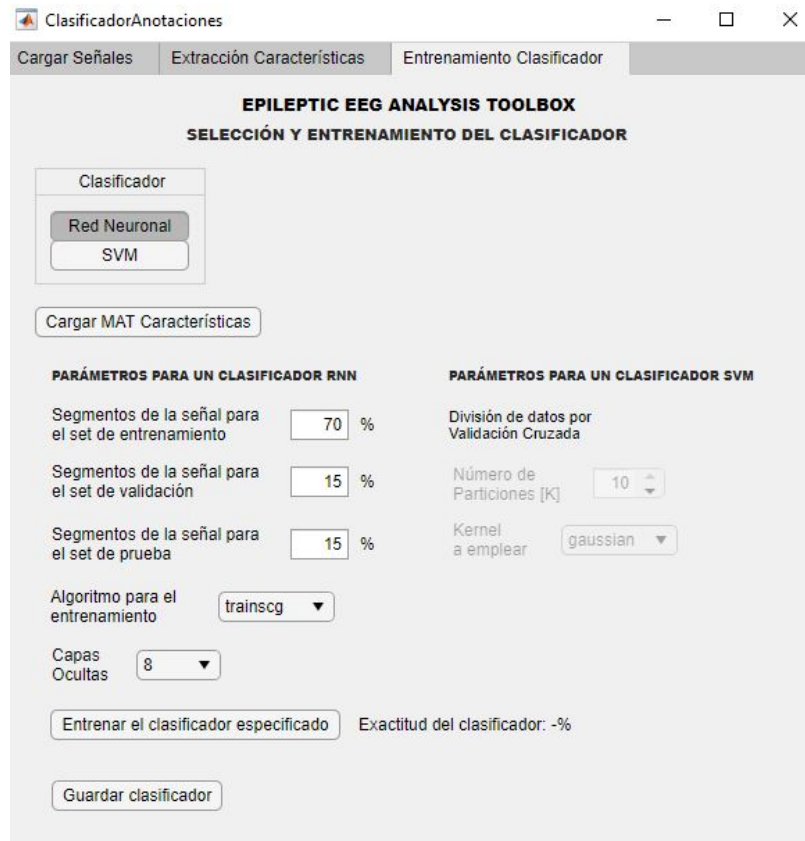 ClasificadorAnotaciones
Cargar Señales
Extracción Características
Entrenamiento Clasificador
EPILEPTIC EEG ANALYSIS TOOLBOX
SELECCIÓN Y ENTRENAMIENTO DEL CLASIFICADOR
Clasificador
Red Neuronal
SVM
Cargar MAT Características
PARÁMETROS PARA UN CLASIFICADOR RNN
Segmentos de la señal para
el set de entrenamiento
70 %
Segmentos de la señal para
el set de validación
15 %
Segmentos de la señal para
el set de prueba
15 %
Algoritmo para el
entrenamiento
trainscg
Capas
Ocultas
8
PARÁMETROS PARA UN CLASIFICADOR SVM
División de datos por
Validación Cruzada
Número de
Particiones [K]
10
Kernel
a emplear
gaussian
Entrenar el clasificador especificado
Exactitud del clasificador: -%
Guardar clasificador